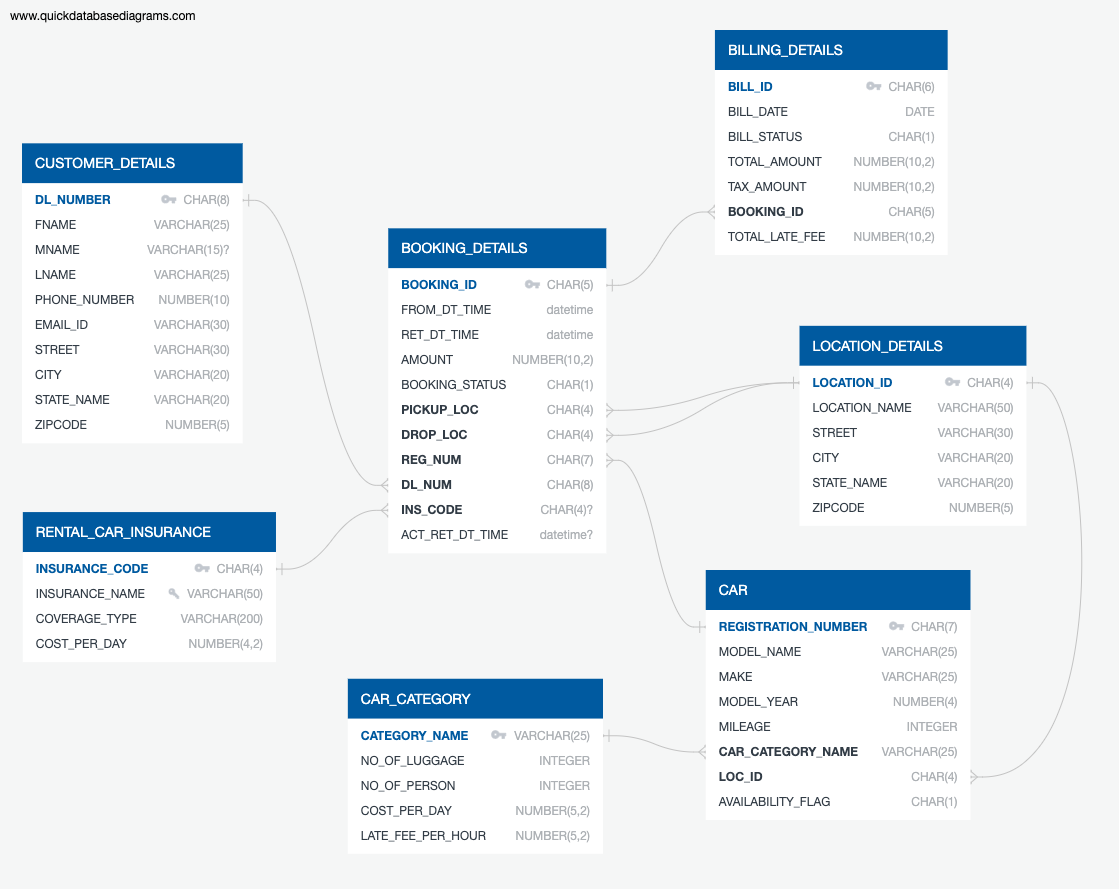 www.quickdatabasediagrams.com
BILLING_DETAILS
BILL_ID CHAR(6)
BILL_DATE DATE
BILL_STATUS CHAR(1)
TOTAL_AMOUNT NUMBER(10,2)
TAX_AMOUNT NUMBER(10,2)
BOOKING_ID CHAR(5)
TOTAL_LATE_FEE NUMBER(10,2)
CUSTOMER_DETAILS
DL_NUMBER CHAR(8)
FNAME VARCHAR(25)
MNAME VARCHAR(15)?
LNAME VARCHAR(25)
PHONE_NUMBER NUMBER(10)
EMAIL_ID VARCHAR(30)
STREET VARCHAR(30)
CITY VARCHAR(20)
STATE_NAME VARCHAR(20)
ZIPCODE NUMBER(5)
BOOKING_DETAILS
BOOKING_ID CHAR(5)
FROM_DT_TIME datetime
RET_DT_TIME datetime
AMOUNT NUMBER(10,2)
BOOKING_STATUS CHAR(1)
PICKUP_LOC CHAR(4)
DROP_LOC CHAR(4)
REG_NUM CHAR(7)
DL_NUM CHAR(8)
INS_CODE CHAR(4)?
ACT_RET_DT_TIME datetime?
LOCATION_DETAILS
LOCATION_ID CHAR(4)
LOCATION_NAME VARCHAR(50)
STREET VARCHAR(30)
CITY VARCHAR(20)
STATE_NAME VARCHAR(20)
ZIPCODE NUMBER(5)
RENTAL_CAR_INSURANCE
INSURANCE_CODE CHAR(4)
INSURANCE_NAME VARCHAR(50)
COVERAGE_TYPE VARCHAR(200)
COST_PER_DAY NUMBER(4,2)
CAR
REGISTRATION_NUMBER CHAR(7)
MODEL_NAME VARCHAR(25)
MAKE VARCHAR(25)
MODEL_YEAR NUMBER(4)
MILEAGE INTEGER
CAR_CATEGORY_NAME VARCHAR(25)
LOC_ID CHAR(4)
AVAILABILITY_FLAG CHAR(1)
CAR_CATEGORY
CATEGORY_NAME VARCHAR(25)
NO_OF_LUGGAGE INTEGER
NO_OF_PERSON INTEGER
COST_PER_DAY NUMBER(5,2)
LATE_FEE_PER_HOUR NUMBER(5,2)